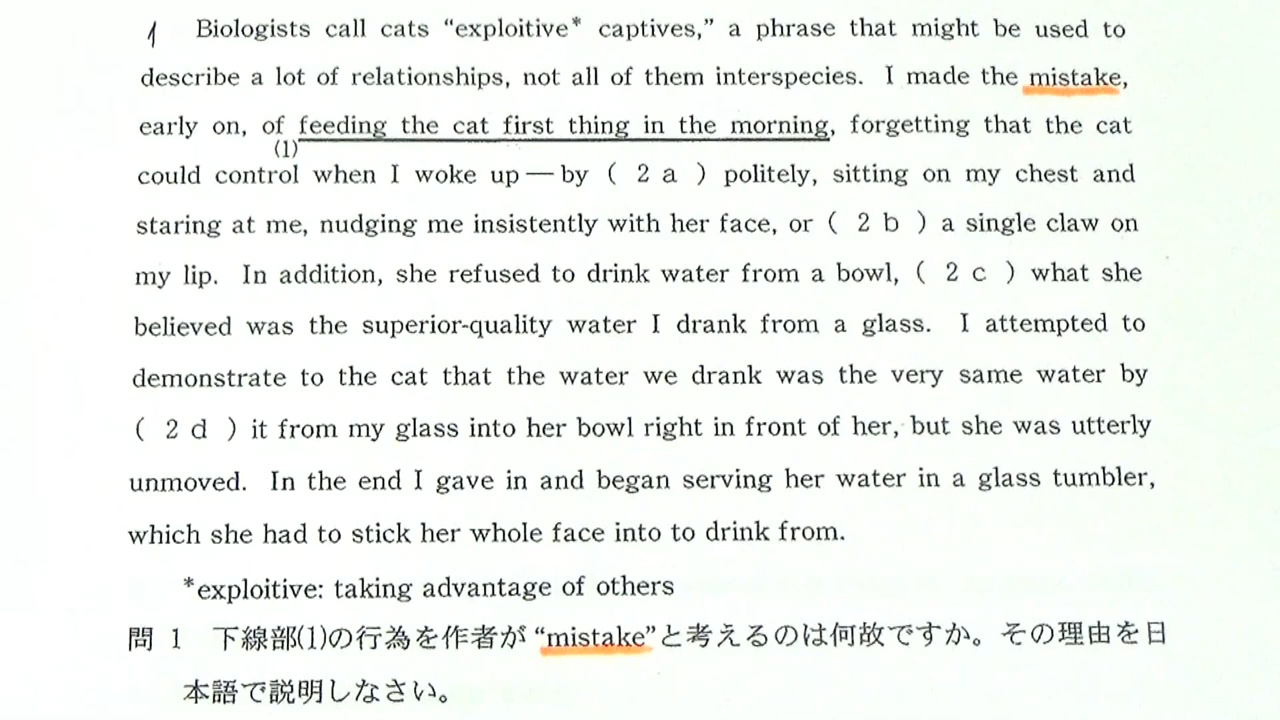 1 Biologists call cats “exploitive* captives,” a phrase that might be used to
describe a lot of relationships, not all of them interspecies. I made the mistake,
early on, of feeding the cat first thing in the morning, forgetting that the cat
(1)
could control when I woke up—by ( 2 a ) politely, sitting on my chest and
staring at me, nudging me insistently with her face, or ( 2 b ) a single claw on
my lip. In addition, she refused to drink water from a bowl, ( 2 c ) what she
believed was the superior-quality water I drank from a glass. I attempted to
demonstrate to the cat that the water we drank was the very same water by
( 2 d ) it from my glass into her bowl right in front of her, but she was utterly
unmoved. In the end I gave in and began serving her water in a glass tumbler,
which she had to stick her whole face into to drink from.
*exploitive: taking advantage of others
問 1 下線部(1)の行為を作者が“mistake”と考えるのは何故ですか。その理由を日
本語で説明しなさい。